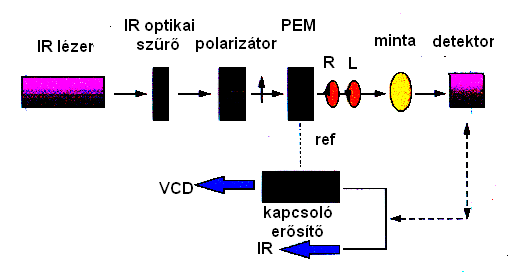 IR lézer
IR optikai
szűrő
polarizátor
PEM
R L
minta
detektor
ref
VCD
kapcsoló
erősítő
IR